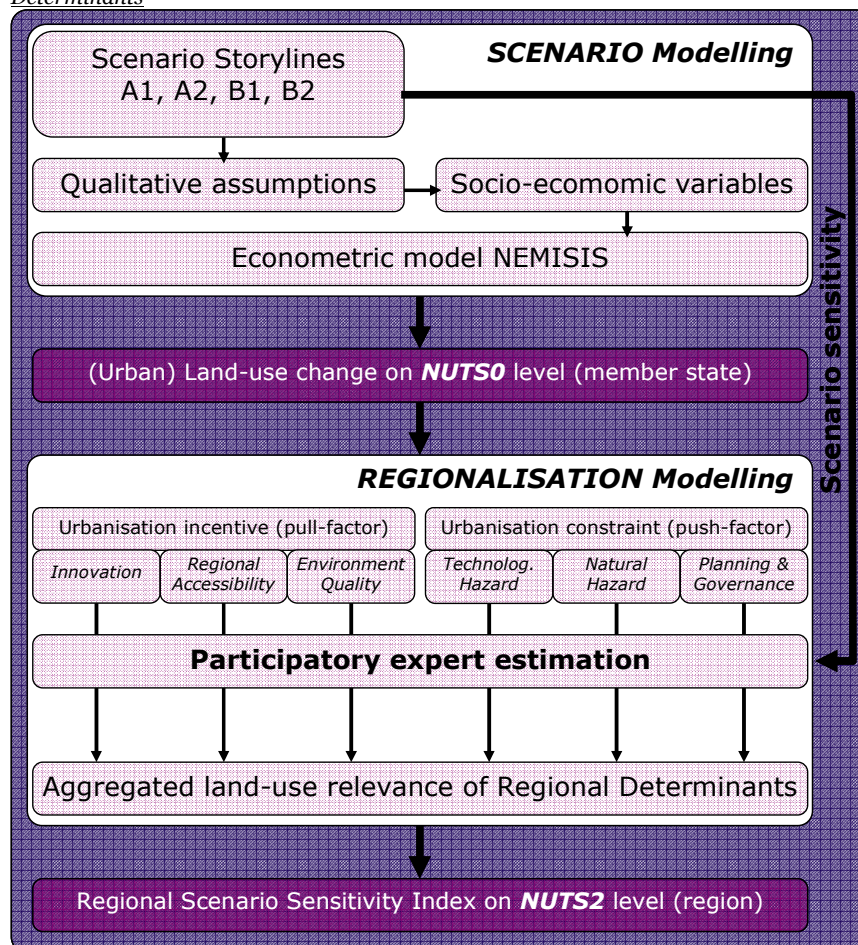 Determinants
SCENARIO Modelling
Scenario Storylines
A1, A2, B1, B2
Qualitative assumptions
Socio-ecomomic variables
Econometric model NEMISIS
Scenario sensitivity
(Urban) Land-use change on NUTS0 level (member state)
REGIONALISATION Modelling
Urbanisation incentive (pull-factor)
Urbanisation constraint (push-factor)
Innovation
Regional
Accessibility
Environment
Quality
Technolog.
Hazard
Natural
Hazard
Planning &
Governance
Participatory expert estimation
Aggregated land-use relevance of Regional Determinants
Regional Scenario Sensitivity Index on NUTS2 level (region)